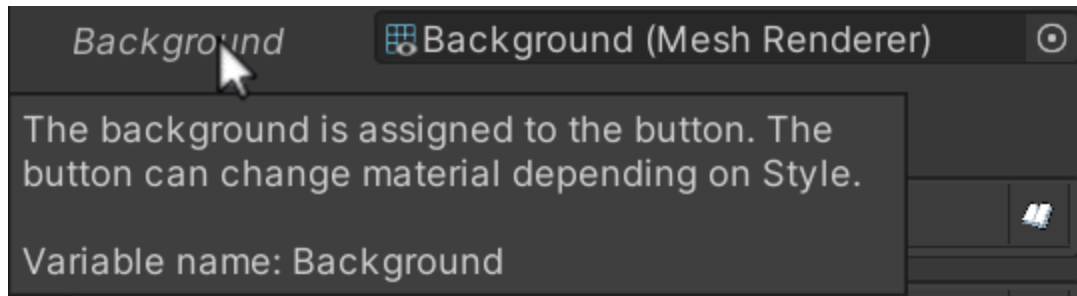 Background
Background (Mesh Renderer)
The background is assigned to the button. The
button can change material depending on Style.
Variable name: Background